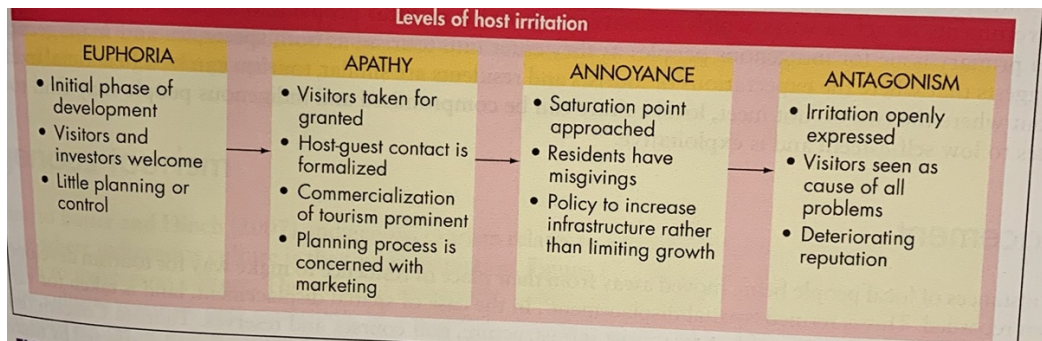 Levels of host irritation
EUPHORIA
• Initial phase of
development
• Visitors and
investors welcome
• Little planning or
control
APATHY
• Visitors taken for
granted
• Host-guest contact is
formalized
• Commercialization
of tourism prominent
• Planning process is
concerned with
marketing
ANNOYANCE
• Saturation point
approached
• Residents have
misgivings
• Policy to increase
infrastructure rather
than limiting growth
ANTAGONISM
• Irritation openly
expressed
• Visitors seen as
cause of all
problems
• Deteriorating
reputation